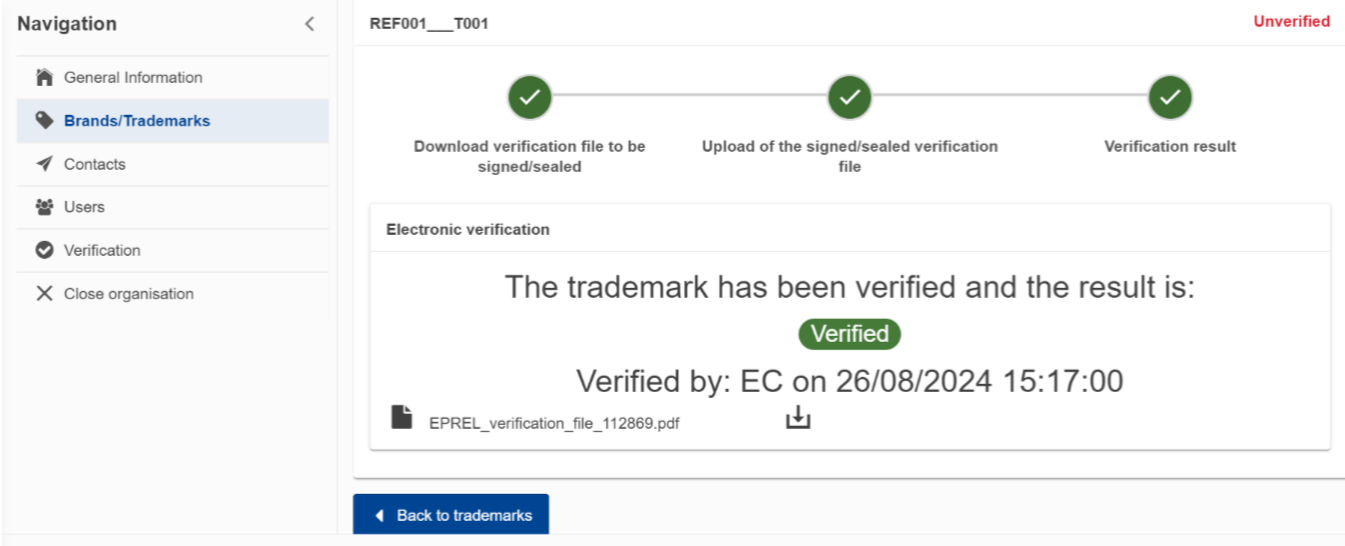 Navigation
General Information
Brands/Trademarks
Contacts
Users
Verification
Close organisation
REF001___T001
Unverified
Download verification file to be
signed/sealed
Upload of the signed/sealed verification
file
Verification result
Electronic verification
The trademark has been verified and the result is:
Verified
Verified by: EC on 26/08/2024 15:17:00
EPREL_verification_file_112869.pdf
Back to trademarks